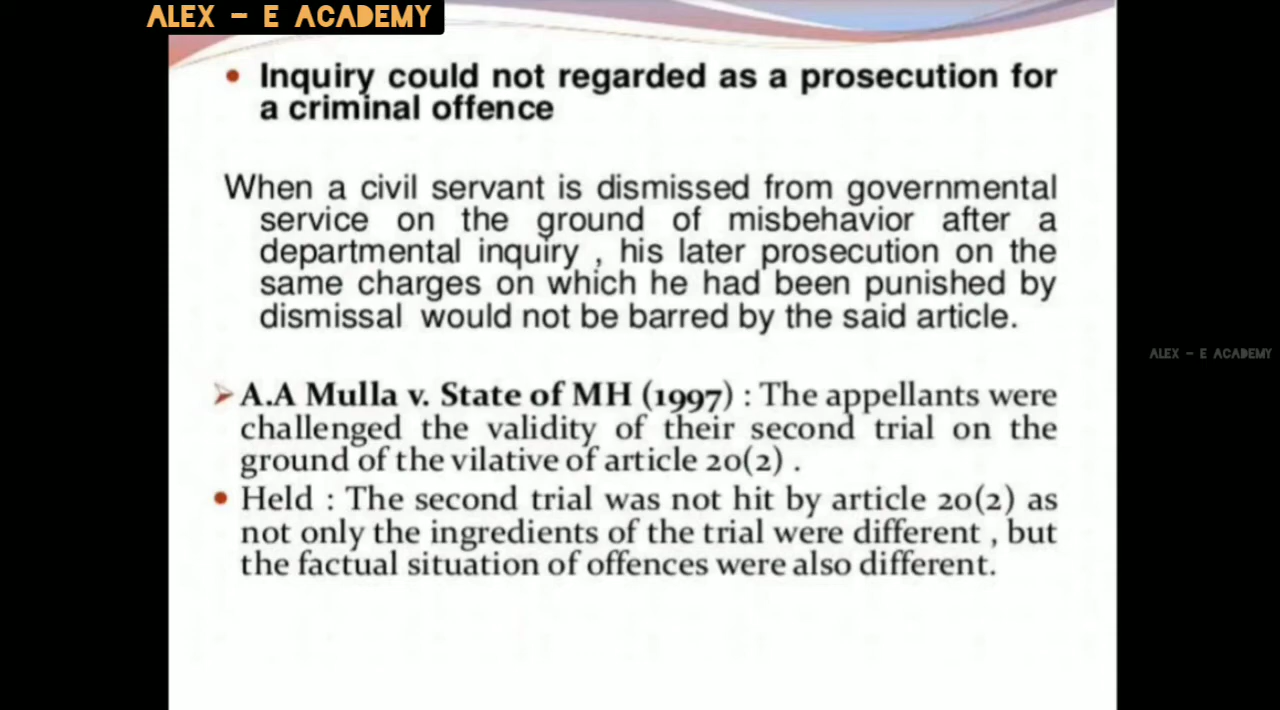 ALEX - E ACADEMY
• Inquiry could not regarded as a prosecution for
a criminal offence
When a civil servant is dismissed from governmental
service on the ground of misbehavior after a
departmental inquiry , his later prosecution on the
same charges on which he had been punished by
dismissal would not be barred by the said article.
➢ A.A Mulla v. State of MH (1997) : The appellants were
challenged the validity of their second trial on the
ground of the vilative of article 20(2) .
• Held : The second trial was not hit by article 20(2) as
not only the ingredients of the trial were different , but
the factual situation of offences were also different.
ALEX - E ACADEMY